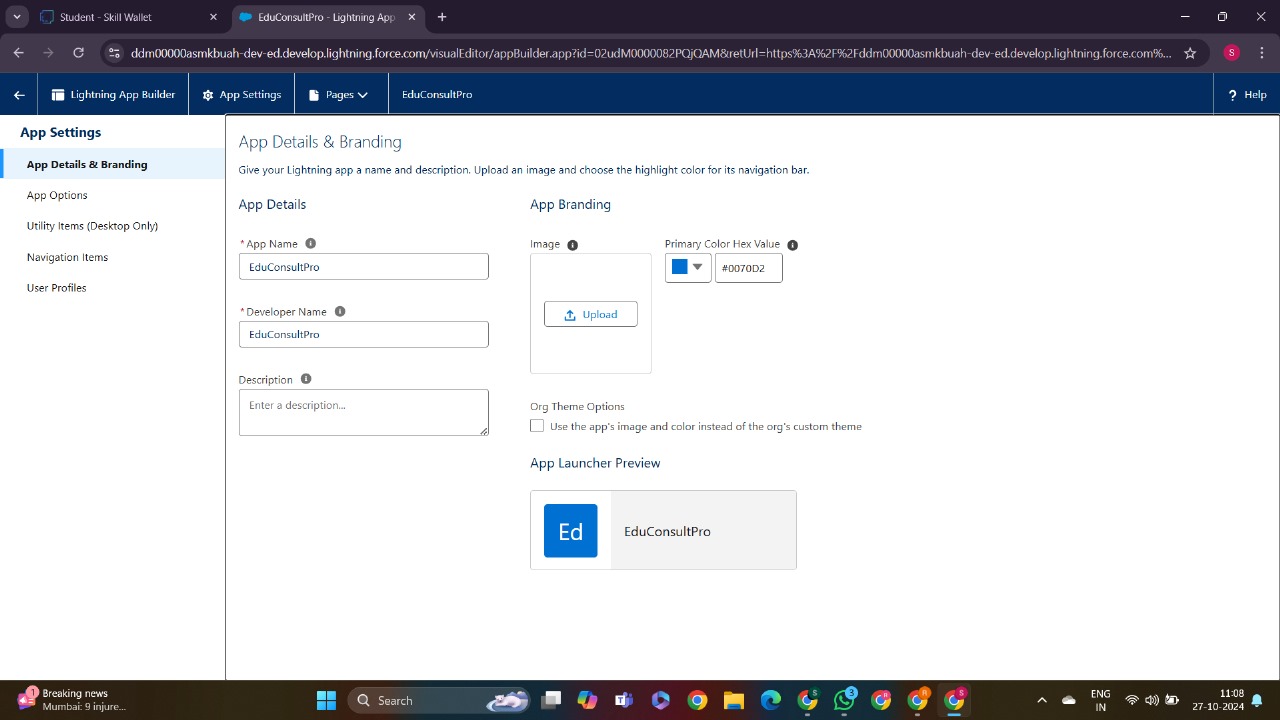 Student - Skill Wallet
EduConsultPro - Lightning App
ddm00000asmkbuah-dev-ed.develop.lightning.force.com/visualEditor/appBuilder.app?id=02udM0000082PQjQAM&retUrl=https%3A%2F%2Fddm00000asmkbuah-dev-ed.develop.lightning.force.com%...
S
Lightning App Builder
App Settings
Pages
EduConsultPro
? Help
App Settings
App Details & Branding
App Options
Utility Items (Desktop Only)
Navigation Items
User Profiles
App Details & Branding
Give your Lightning app a name and description. Upload an image and choose the highlight color for its navigation bar.
App Details
*App Name
EduConsultPro
*Developer Name
EduConsultPro
Description
Enter a description...
App Branding
Image
Upload
Primary Color Hex Value
#0070D2
Org Theme Options
Use the app's image and color instead of the org's custom theme
App Launcher Preview
Ed
EduConsultPro
1
Breaking news
Mumbai: 9 injure...
Search
3
ENG
IN
11:08
27-10-2024